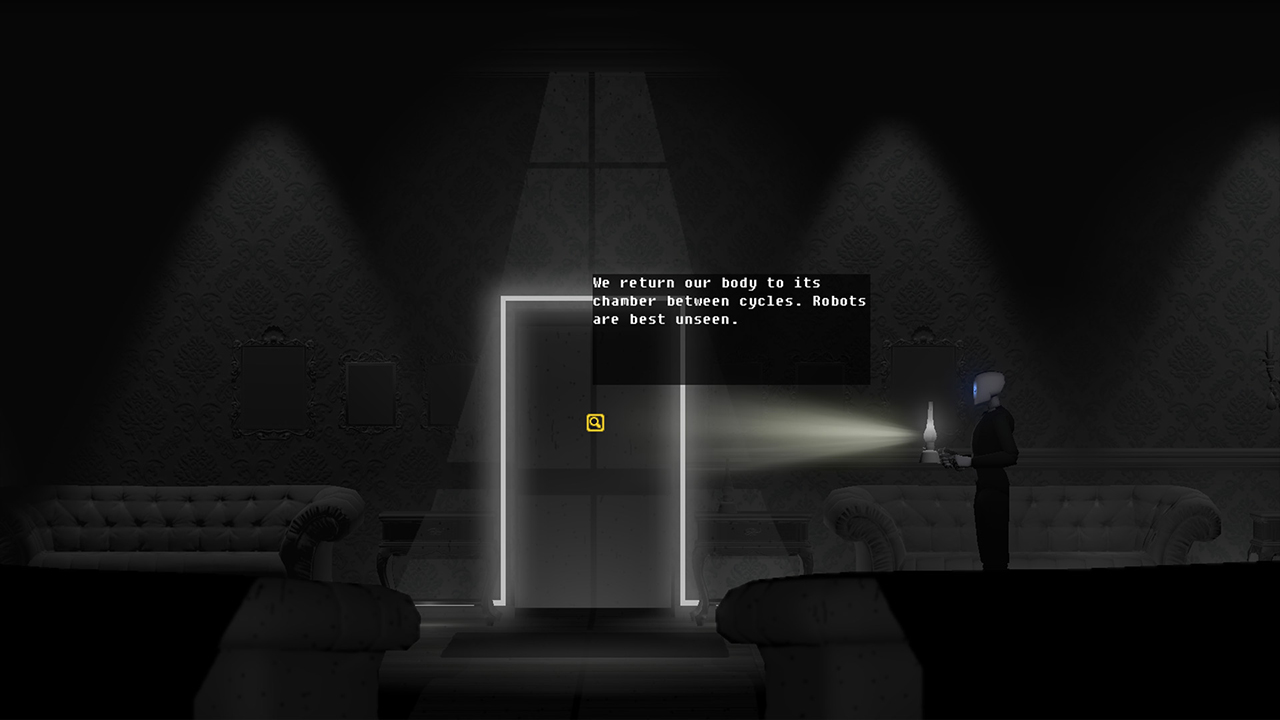 We return our body to its
chamber between cycles. Robots
are best unseen.